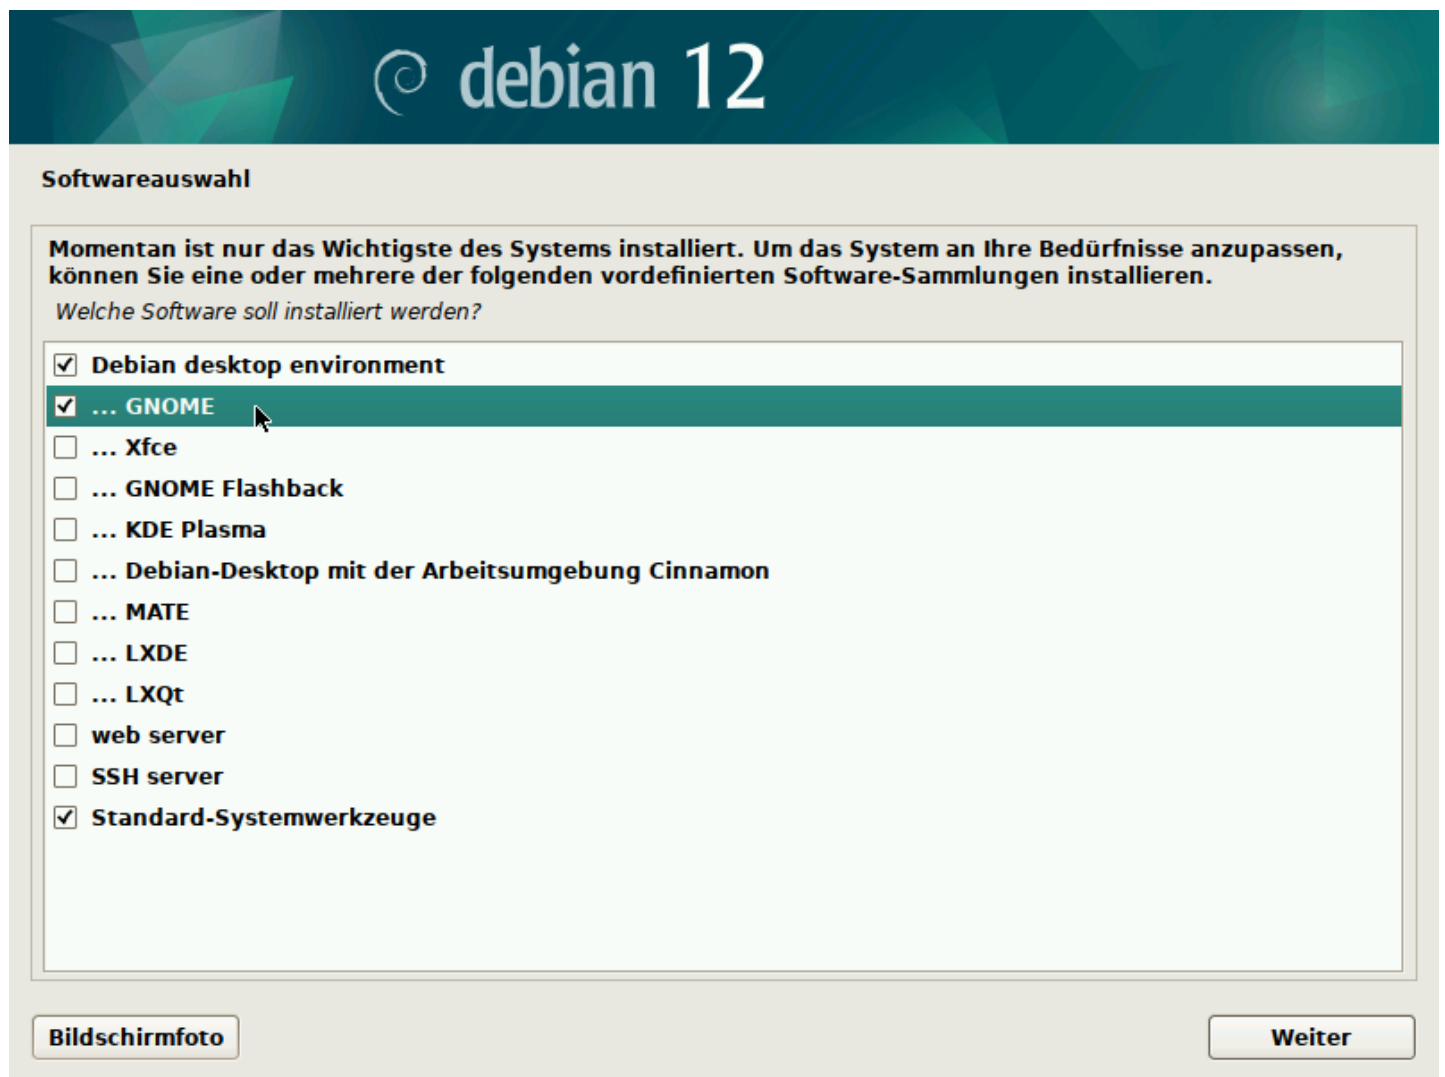 debian 12
Softwareauswahl
Momentan ist nur das Wichtigste des Systems installiert. Um das System an Ihre Bedürfnisse anzupassen,
können Sie eine oder mehrere der folgenden vordefinierten Software-Sammlungen installieren.
Welche Software soll installiert werden?
Debian desktop environment
... GNOME
... Xfce
... GNOME Flashback
... KDE Plasma
... Debian-Desktop mit der Arbeitsumgebung Cinnamon
... MATE
... LXDE
... LXQt
web server
SSH server
Standard-Systemwerkzeuge
Bildschirmfoto
Weiter